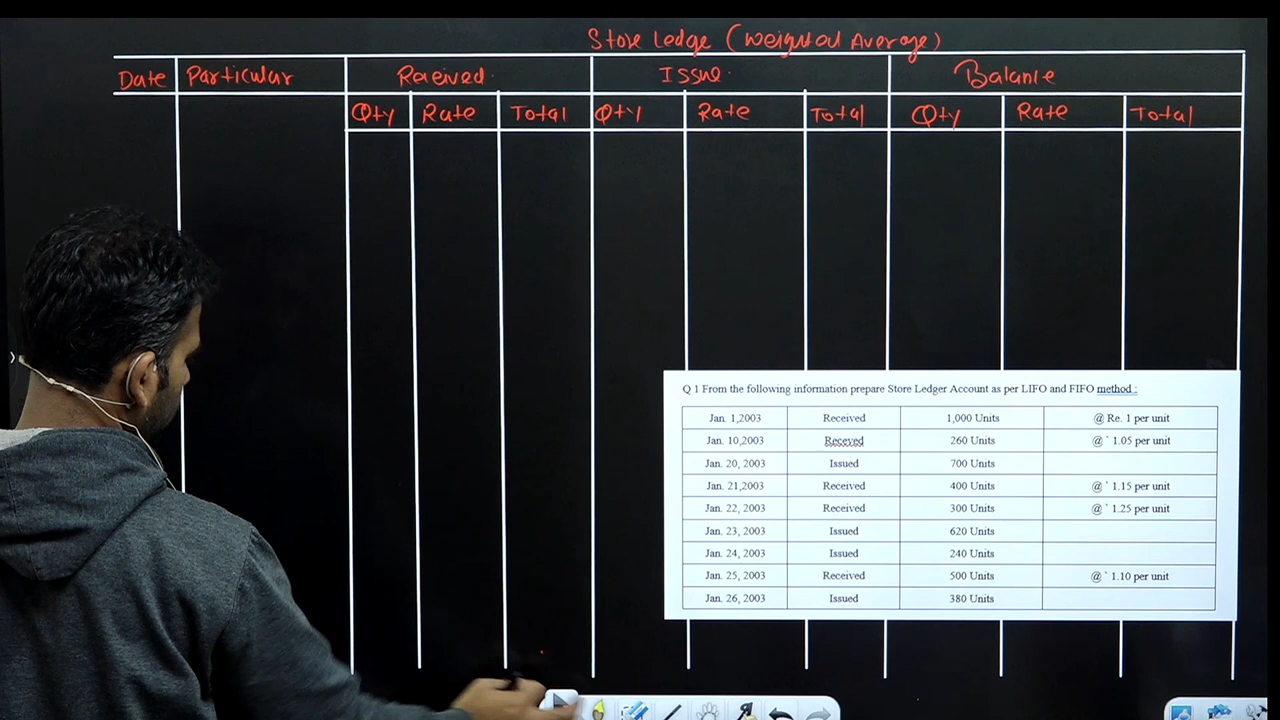 Store Ledge (Weighted Average)
Date Particular Raeived Issue Balance
Qty Rate Total Qty Rate Total Qty Rate Total
Q 1 From the following information prepare Store Ledger Account as per LIFO and FIFO method :
Jan. 1,2003 Received 1,000 Units @ Re. 1 per unit
Jan. 10,2003 Receved 260 Units @ ` 1.05 per unit
Jan. 20, 2003 Issued 700 Units
Jan. 21,2003 Received 400 Units @ ` 1.15 per unit
Jan. 22, 2003 Received 300 Units @ ` 1.25 per unit
Jan. 23, 2003 Issued 620 Units
Jan. 24, 2003 Issued 240 Units
Jan. 25, 2003 Received 500 Units @ ` 1.10 per unit
Jan. 26, 2003 Issued 380 Units